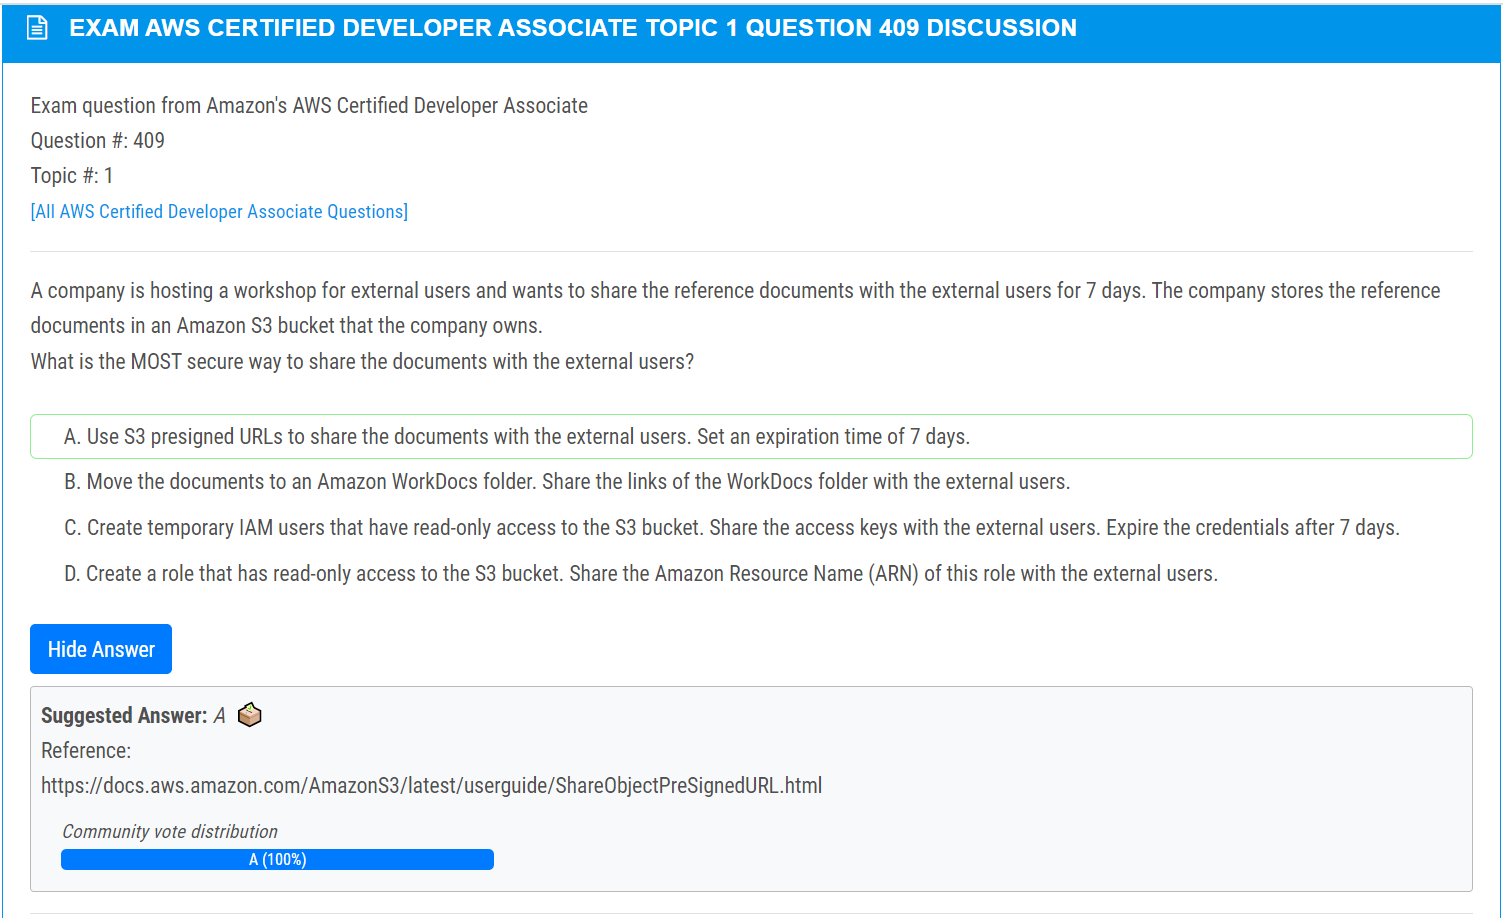 EXAM AWS CERTIFIED DEVELOPER ASSOCIATE TOPIC 1 QUESTION 409 DISCUSSION
Exam question from Amazon's AWS Certified Developer Associate
Question #: 409
Topic #: 1
[All AWS Certified Developer Associate Questions]
A company is hosting a workshop for external users and wants to share the reference documents with the external users for 7 days. The company stores the reference
documents in an Amazon S3 bucket that the company owns.
What is the MOST secure way to share the documents with the external users?
A. Use S3 presigned URLs to share the documents with the external users. Set an expiration time of 7 days.
B. Move the documents to an Amazon WorkDocs folder. Share the links of the WorkDocs folder with the external users.
C. Create temporary IAM users that have read-only access to the S3 bucket. Share the access keys with the external users. Expire the credentials after 7 days.
D. Create a role that has read-only access to the S3 bucket. Share the Amazon Resource Name (ARN) of this role with the external users.
Hide Answer
Suggested Answer: A
Reference:
https://docs.aws.amazon.com/AmazonS3/latest/userguide/ShareObjectPreSignedURL.html
Community vote distribution
A (100%)